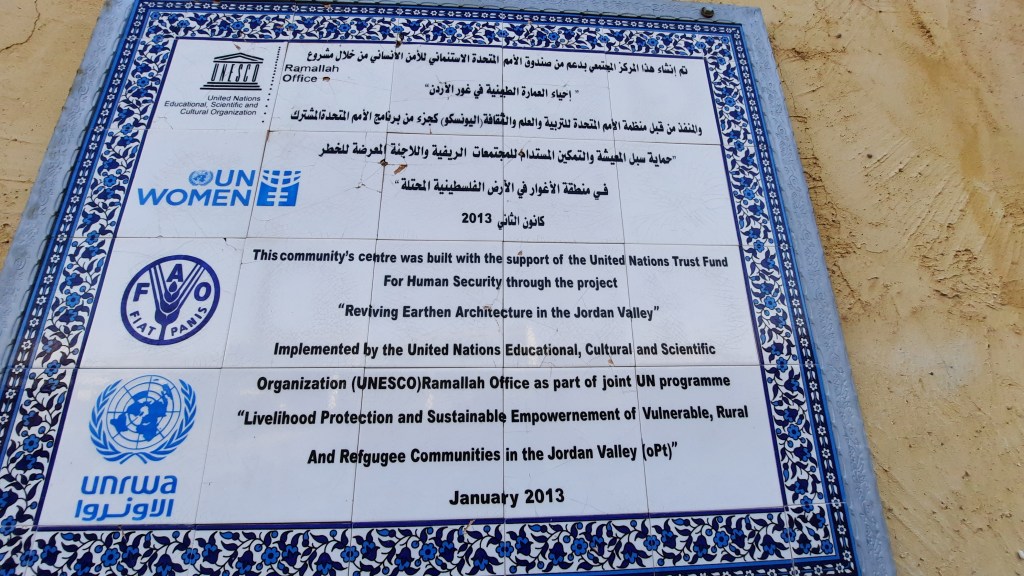 UNESCO
Ramallah
Office
United Nations
Educational, Scientific and
Cultural Organization
تم إنشاء هذا المركز المجتمعي بدعم من صندوق الأمم المتحدة الاستئماني للأمن الأنساني من خلال مشروع
" إحياء العمارة الطينية في غور الأردن"
والمنفذ من قبل منظمة الأمم المتحدة للتربية والعلم والثقافة(اليونسكو) كجزء من برنامج الأمم المتحدةالمشترك
"حماية سبل المعيشة والتمكين المستدام للمجتمعات الريفية واللاجئة المعرضة للخطر
في منطقة الأغوار في الأرض الفلسطينية المحتلة"
كانون الثاني 2013
UN
WOMEN
This community's centre was built with the support of the United Nations Trust Fund
For Human Security through the project
"Reviving Earthen Architecture in the Jordan Valley"
Implemented by the United Nations Educational, Cultural and Scientific
Organization (UNESCO)Ramallah Office as part of joint UN programme
"Livelihood Protection and Sustainable Empowernement of Vulnerable, Rural
And Refgugee Communities in the Jordan Valley (oPt)"
January 2013
FAO
FIAT PANIS
unrwa
الاونروا